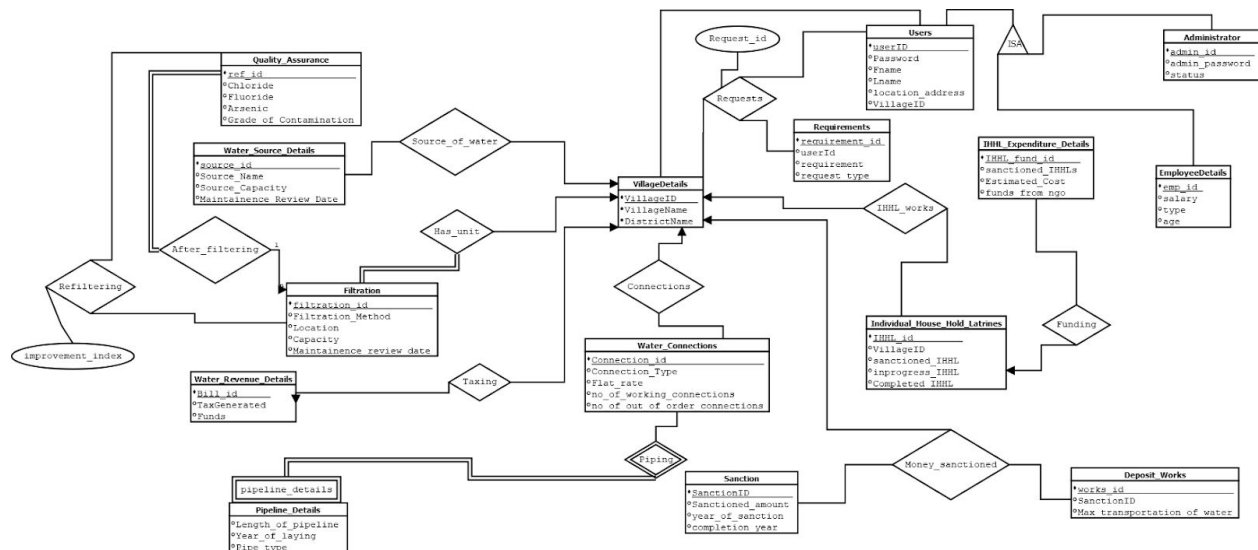 Quality_Assurance
ref_id
Chloride
Fluoride
Arsenic
Grade of Contamination
Water_Source_Details
source_id
Source_Name
Source_Capacity
Maintainence Review Date
Source_of_water
After_filtering
1
Has_unit
Refiltering
improvement_index
Filtration
filtration_id
Filtration_Method
Location
Capacity
Maintainence review date
Water_Revenue_Details
Bill_id
TaxGenerated
Funds
Taxing
pipeline_details
Pipeline_Details
Length_of_pipeline
Year_of_laying
Pipe type
Request_id
Requests
VillageDetails
VillageID
VillageName
DistrictName
Connections
Water_Connections
Connection_id
Connection_Type
Flat_rate
no_of_working_connections
no of out of order connections
Piping
Sanction
SanctionID
Sanctioned_amount
year_of_sanction
completion year
Users
userID
Password
Fname
Lname
location_address
VillageID
Requirements
requirement_id
userId
requirement
request type
ISA
Administrator
admin_id
admin_password
status
EmployeeDetails
emp_id
salary
type
age
IHHL_Expenditure_Details
IHHL_fund_id
sanctioned_IHHLs
Estimated_Cost
funds from ngo
IHHL_works
Individual_House_Hold_Latrines
IHHL_id
VillageID
sanctioned_IHHL
inprogress_IHHL
Completed IHHL
Funding
Money_sanctioned
Deposit_Works
works_id
SanctionID
Max transportation of water